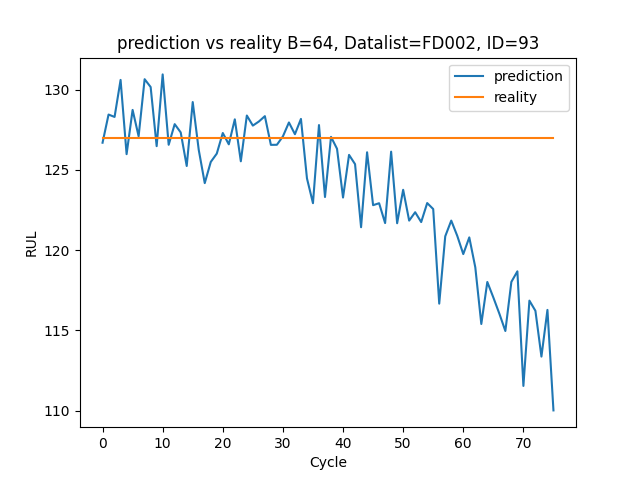 prediction vs reality B=64, Datalist=FD002, ID=93
prediction
reality
130
125
120
115
110
RUL
0 10 20 30 40 50 60 70
Cycle